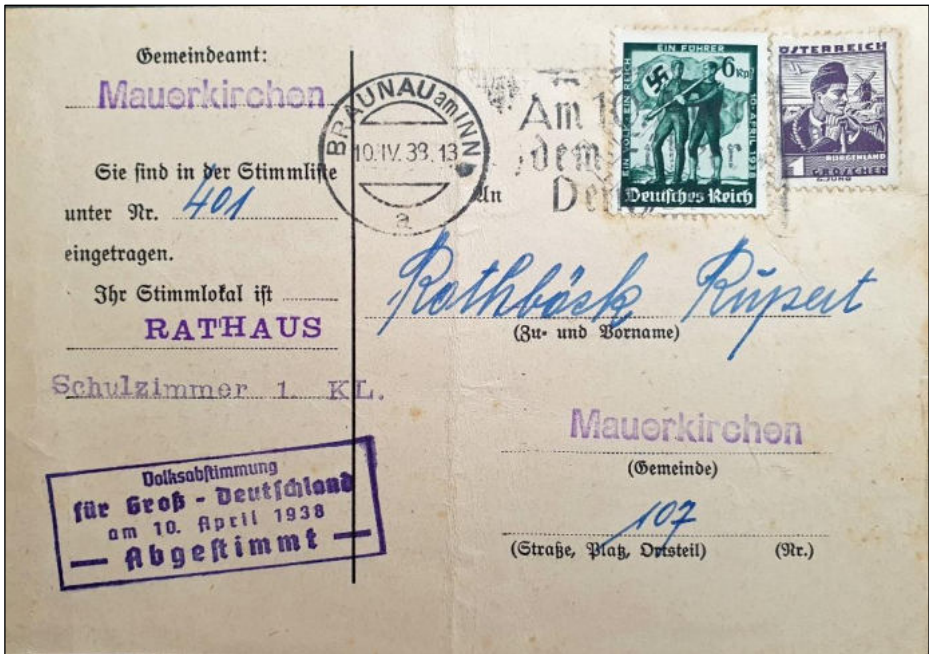 Gemeindeamt:
Mauerkirchen
Sie sind in der Stimmliste
unter Nr. 401
eingetragen.
Ihr Stimmlokal ist
RATHAUS
Schulzimmer 1. KL.
Volksabstimmung
für Groß - Deutschland
am 10. April 1938
— Abgestimmt —
BRAUNAU am INN
10.IV.38.13
a
Am 10
dem
EIN VOLK EIN REICH
EIN FÜHRER
10. APRIL 1938
6 Rpf
Deutsches Reich
ÖSTERREICH
BURGENLAND
1 GROSCHEN
An
Rothböck Rupert
(Zu- und Vorname)
Mauerkirchen
(Gemeinde)
107
(Straße, Platz, Ortsteil) (Nr.)